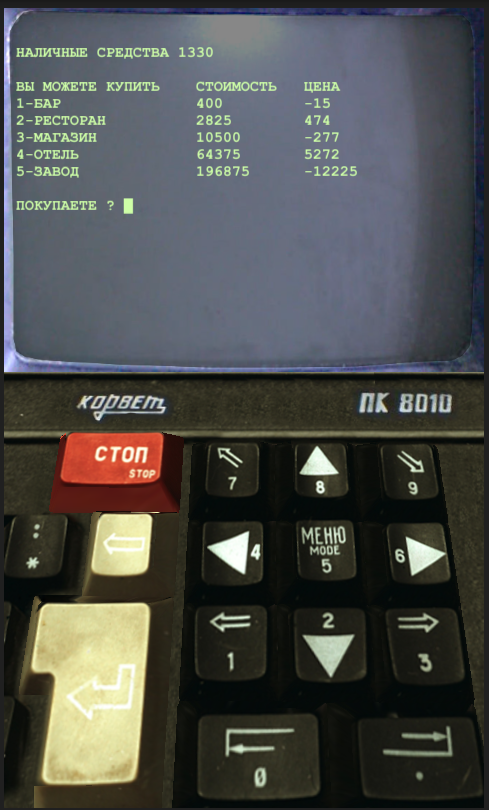 НАЛИЧНЫЕ СРЕДСТВА 1330
ВЫ МОЖЕТЕ КУПИТЬ СТОИМОСТЬ ЦЕНА
1-БАР 400 -15
2-РЕСТОРАН 2825 474
3-МАГАЗИН 10500 -277
4-ОТЕЛЬ 64375 5272
5-ЗАВОД 196875 -12225
ПОКУПАЕТЕ ?
корвет ПК 8010
СТОП
STOP
7 8 9
: *
4 МЕНЮ MODE 5 6
1 2 3
0 .